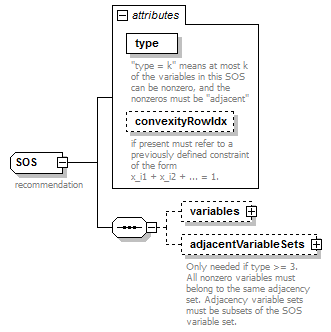 attributes
type
"type = k" means at most k
of the variables in this SOS
can be nonzero, and the
nonzeros must be "adjacent"
convexityRowIdx
if present must refer to a
previously defined constraint
of the form
x_i1 + x_i2 + ... = 1.
SOS
recommendation
variables
adjacentVariableSets
Only needed if type >= 3.
All nonzero variables must
belong to the same adjacency
set. Adjacency variable sets
must be subsets of the SOS
variable set.